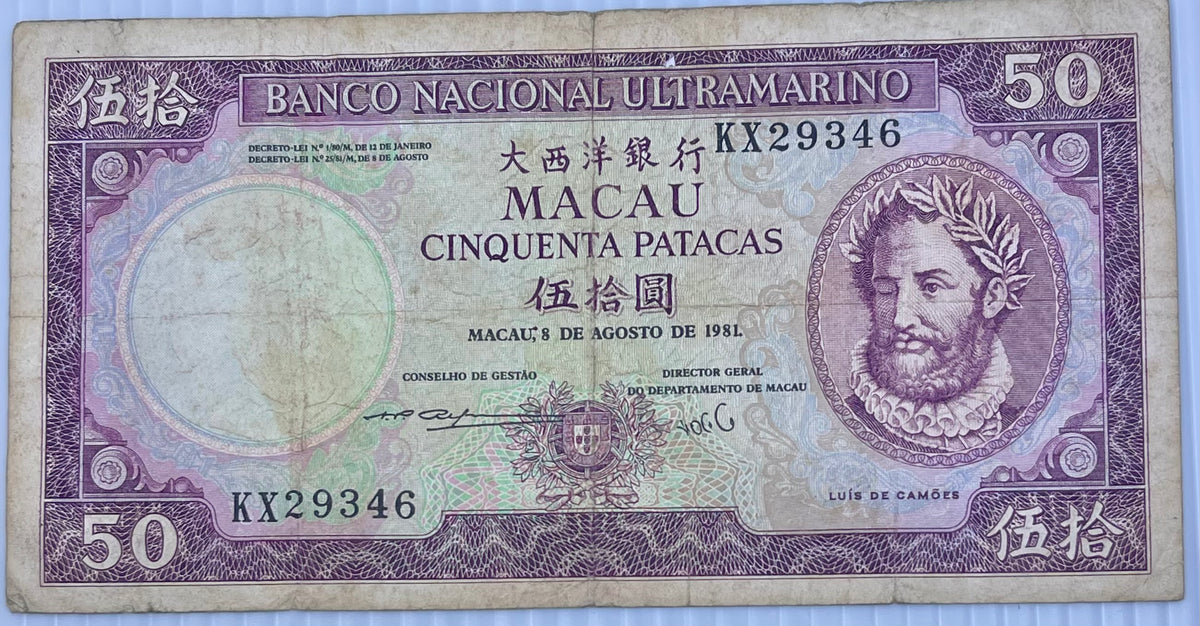 伍拾
BANCO NACIONAL ULTRAMARINO
50
DECRETO-LEI N.º 1/80/M, DE 12 DE JANEIRO
DECRETO-LEI Nº 25/81/M, DE 8 DE AGOSTO
KX29346
大西洋銀行
MACAU
CINQUENTA PATACAS
伍拾圓
MACAU, 8 DE AGOSTO DE 1981.
CONSELHO DE GESTÃO
DIRECTOR GERAL
DO DEPARTAMENTO DE MACAU
LUÍS DE CAMÕES
KX29346
50
伍拾